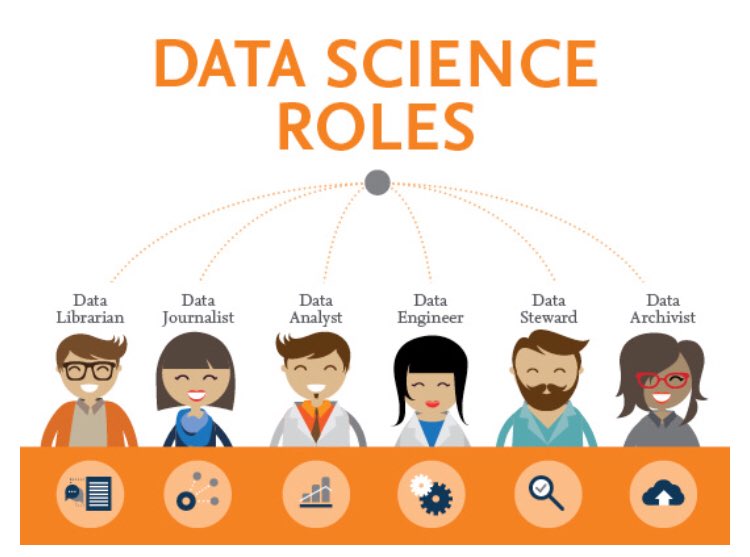 DATA SCIENCE
ROLES
Data
Librarian
Data
Journalist
Data
Analyst
Data
Engineer
Data
Steward
Data
Archivist